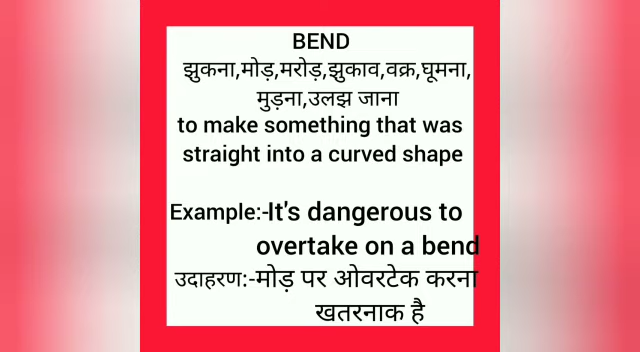 BEND
झुकना,मोड़,मरोड़,झुकाव,वक्र,घूमना,
मुड़ना,उलझ जाना
to make something that was
straight into a curved shape
Example:-It's dangerous to
overtake on a bend
उदाहरण:-मोड़ पर ओवरटेक करना
खतरनाक है